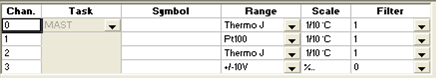 Chan. Task Symbol Range Scale Filter
0 MAST Thermo J 1/10 °C 1
1 Pt100 1/10 °C 1
2 Thermo J 1/10 °C 1
3 +/-10V %.. 0